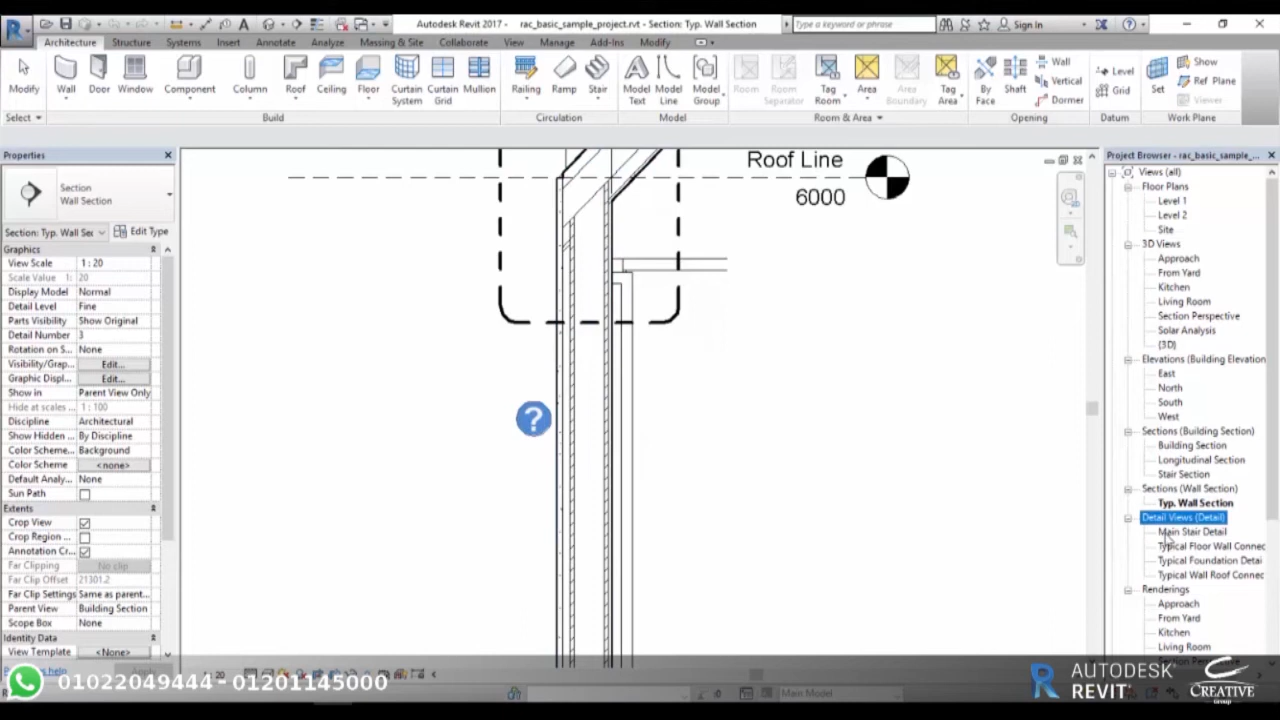 Autodesk Revit 2017 - rac_basic_sample_project.rvt - Section: Typ. Wall Section
Type a keyword or phrase
Sign In
Architecture Structure Systems Insert Annotate Analyze Massing & Site Collaborate View Manage Add-Ins Modify
Modify Wall Door Window Component Column Roof Ceiling Floor Curtain System Curtain Grid Mullion Railing Ramp Stair Model Text Model Line Model Group Room Room Separator Tag Room Area Area Boundary Tag Area By Face Shaft Wall Vertical Dormer Level Grid Set Show Ref Plane Viewer
Select Build Circulation Model Room & Area Opening Datum Work Plane
Properties
Section
Wall Section
Section: Typ. Wall Sec
Edit Type
Graphics
View Scale 1 : 20
Scale Value 1: 20
Display Model Normal
Detail Level Fine
Parts Visibility Show Original
Detail Number 3
Rotation on S... None
Visibility/Grap... Edit...
Graphic Displ... Edit...
Show in Parent View Only
Hide at scales ... 1 : 100
Discipline Architectural
Show Hidden ... By Discipline
Color Scheme... Background
Color Scheme <none>
Default Analy... None
Sun Path
Extents
Crop View
Crop Region ...
Annotation Cr...
Far Clipping No clip
Far Clip Offset 21301.2
Far Clip Settings Same as parent...
Parent View Building Section
Scope Box None
Identity Data
View Template <None>
Roof Line
6000
?
Project Browser - rac_basic_sample_...
Views (all)
Floor Plans
Level 1
Level 2
Site
3D Views
Approach
From Yard
Kitchen
Living Room
Section Perspective
Solar Analysis
{3D}
Elevations (Building Elevation
East
North
South
West
Sections (Building Section)
Building Section
Longitudinal Section
Stair Section
Sections (Wall Section)
Typ. Wall Section
Detail Views (Detail)
Main Stair Detail
Typical Floor Wall Connec
Typical Foundation Detai
Typical Wall Roof Connec
Renderings
Approach
From Yard
Kitchen
Living Room
Section Perspective
01022049444 - 01201145000
Main Model
R AUTODESK REVIT
CREATIVE
Group